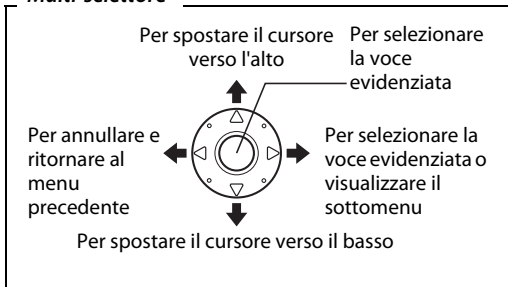 Multi-selettore
Per spostare il cursore
verso l'alto
Per selezionare
la voce
evidenziata
Per annullare e
ritornare al
menu
precedente
Per selezionare la
voce evidenziata o
visualizzare il
sottomenu
Per spostare il cursore verso il basso